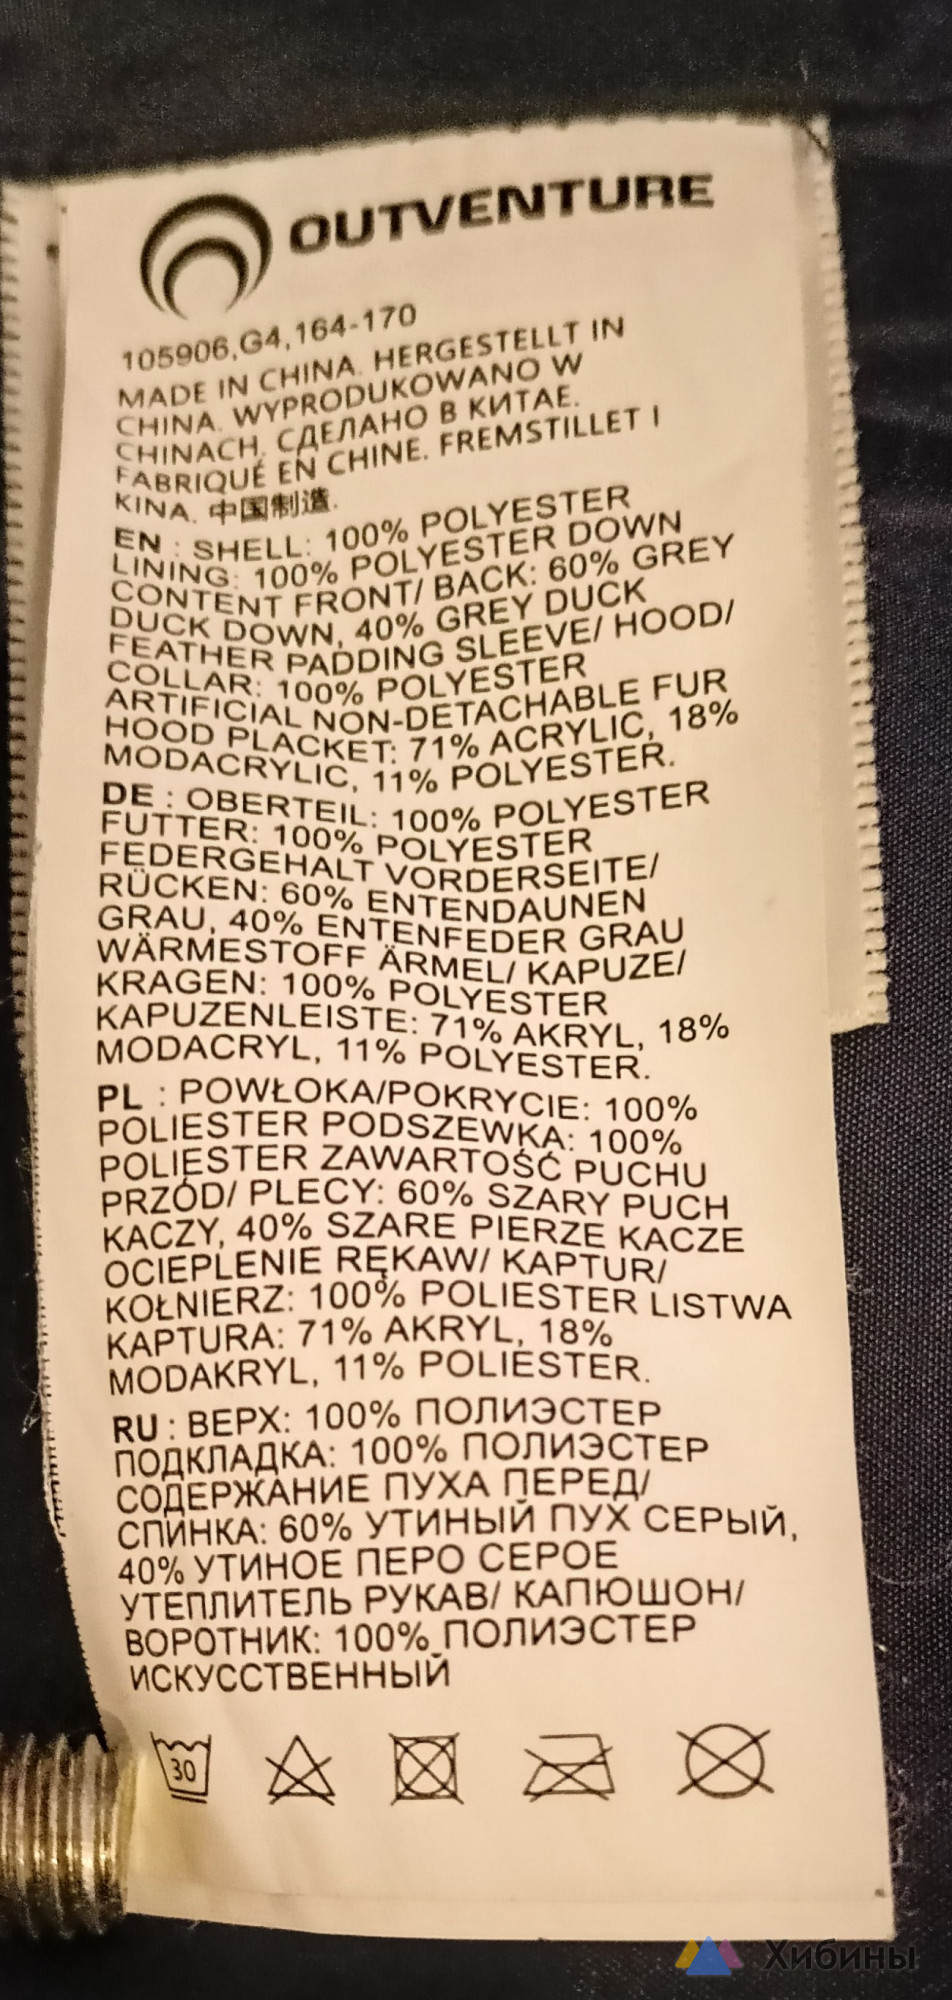 OUTVENTURE
105906,G4,164-170
MADE IN CHINA. HERGESTELLT IN
CHINA. WYPRODUKOWANO W
CHINACH. СДЕЛАНО В КИТАЕ.
FABRIQUÉ EN CHINE. FREMSTILLET I
KINA. 中国制造.
EN : SHELL: 100% POLYESTER
LINING: 100% POLYESTER DOWN
CONTENT FRONT/ BACK: 60% GREY
DUCK DOWN, 40% GREY DUCK
FEATHER PADDING SLEEVE/ HOOD/
COLLAR: 100% POLYESTER
ARTIFICIAL NON-DETACHABLE FUR
HOOD PLACKET: 71% ACRYLIC, 18%
MODACRYLIC, 11% POLYESTER.
DE : OBERTEIL: 100% POLYESTER
FUTTER: 100% POLYESTER
FEDERGEHALT VORDERSEITE/
RÜCKEN: 60% ENTENDAUNEN
GRAU, 40% ENTENFEDER GRAU
WÄRMESTOFF ÄRMEL/ KAPUZE/
KRAGEN: 100% POLYESTER
KAPUZENLEISTE: 71% AKRYL, 18%
MODACRYL, 11% POLYESTER.
PL : POWŁOKA/POKRYCIE: 100%
POLIESTER PODSZEWKA: 100%
POLIESTER ZAWARTOŚĆ PUCHU
PRZÓD/ PLECY: 60% SZARY PUCH
KACZY, 40% SZARE PIERZE KACZE
OCIEPLENIE RĘKAW/ KAPTUR/
KOŁNIERZ: 100% POLIESTER LISTWA
KAPTURA: 71% AKRYL, 18%
MODAKRYL, 11% POLIESTER.
RU : ВЕРХ: 100% ПОЛИЭСТЕР
ПОДКЛАДКА: 100% ПОЛИЭСТЕР
СОДЕРЖАНИЕ ПУХА ПЕРЕД/
СПИНКА: 60% УТИНЫЙ ПУХ СЕРЫЙ,
40% УТИНОЕ ПЕРО СЕРОЕ
УТЕПЛИТЕЛЬ РУКАВ/ КАПЮШОН/
ВОРОТНИК: 100% ПОЛИЭСТЕР
ИСКУССТВЕННЫЙ
30
Хибины